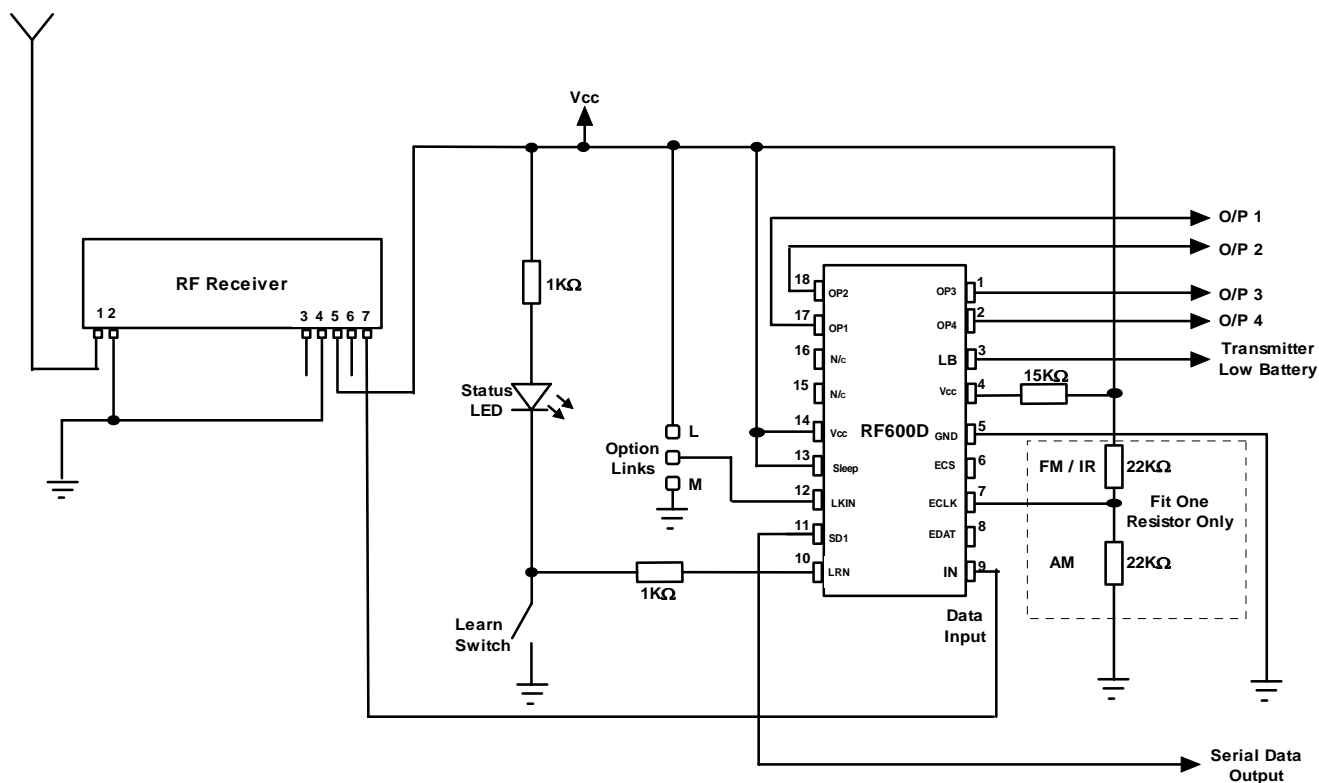 Vcc
O/P 1
O/P 2
RF Receiver
1 2 3 4 5 6 7
1KΩ
Status
LED
Option
Links
L
M
18 OP2
17 OP1
16 N/c
15 N/c
14 Vcc
13 Sleep
12 LKIN
11 SD1
10 LRN
RF600D
OP3 1
OP4 2
LB 3
Vcc 4
GND 5
ECS 6
ECLK 7
EDAT 8
IN 9
O/P 3
O/P 4
Transmitter
Low Battery
15KΩ
FM / IR 22KΩ
Fit One
Resistor Only
AM 22KΩ
1KΩ
Learn
Switch
Data
Input
Serial Data
Output